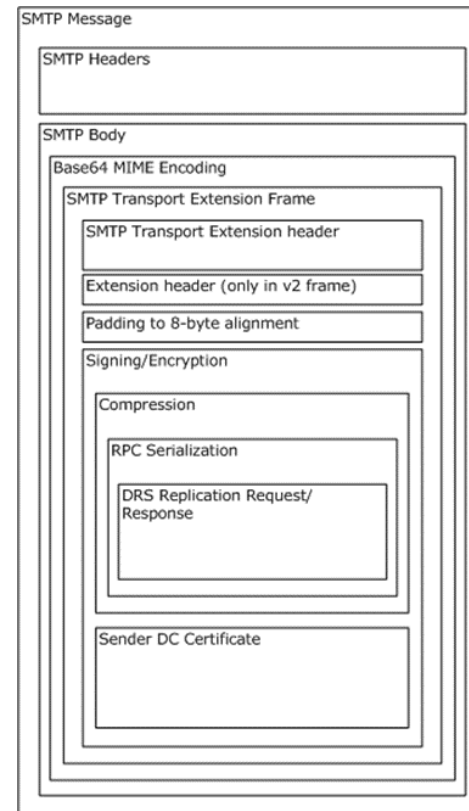 SMTP Message
SMTP Headers
SMTP Body
Base64 MIME Encoding
SMTP Transport Extension Frame
SMTP Transport Extension header
Extension header (only in v2 frame)
Padding to 8-byte alignment
Signing/Encryption
Compression
RPC Serialization
DRS Replication Request/
Response
Sender DC Certificate